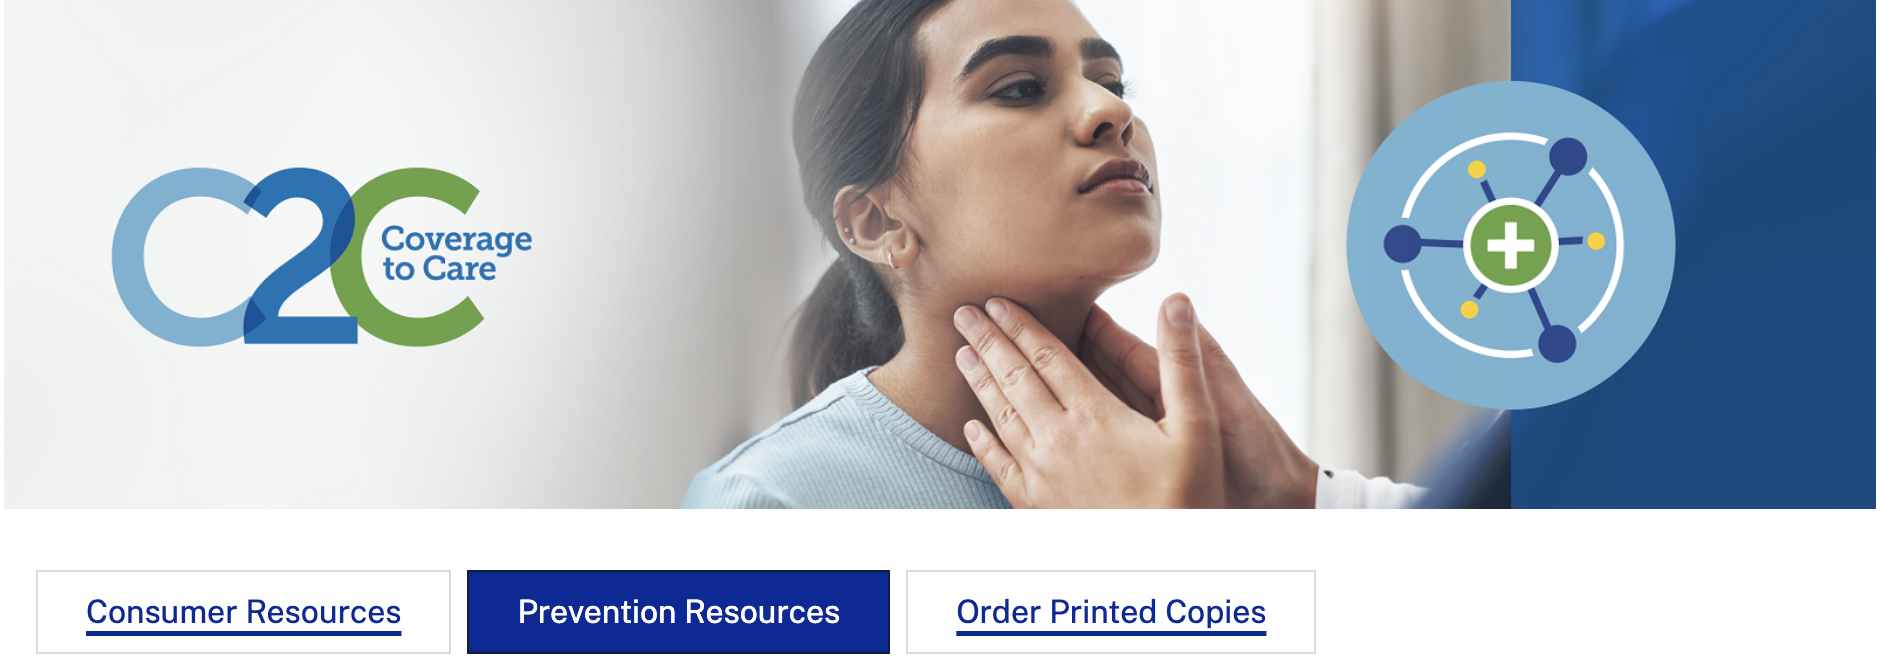 C2C
Coverage
to Care
Consumer Resources
Prevention Resources
Order Printed Copies